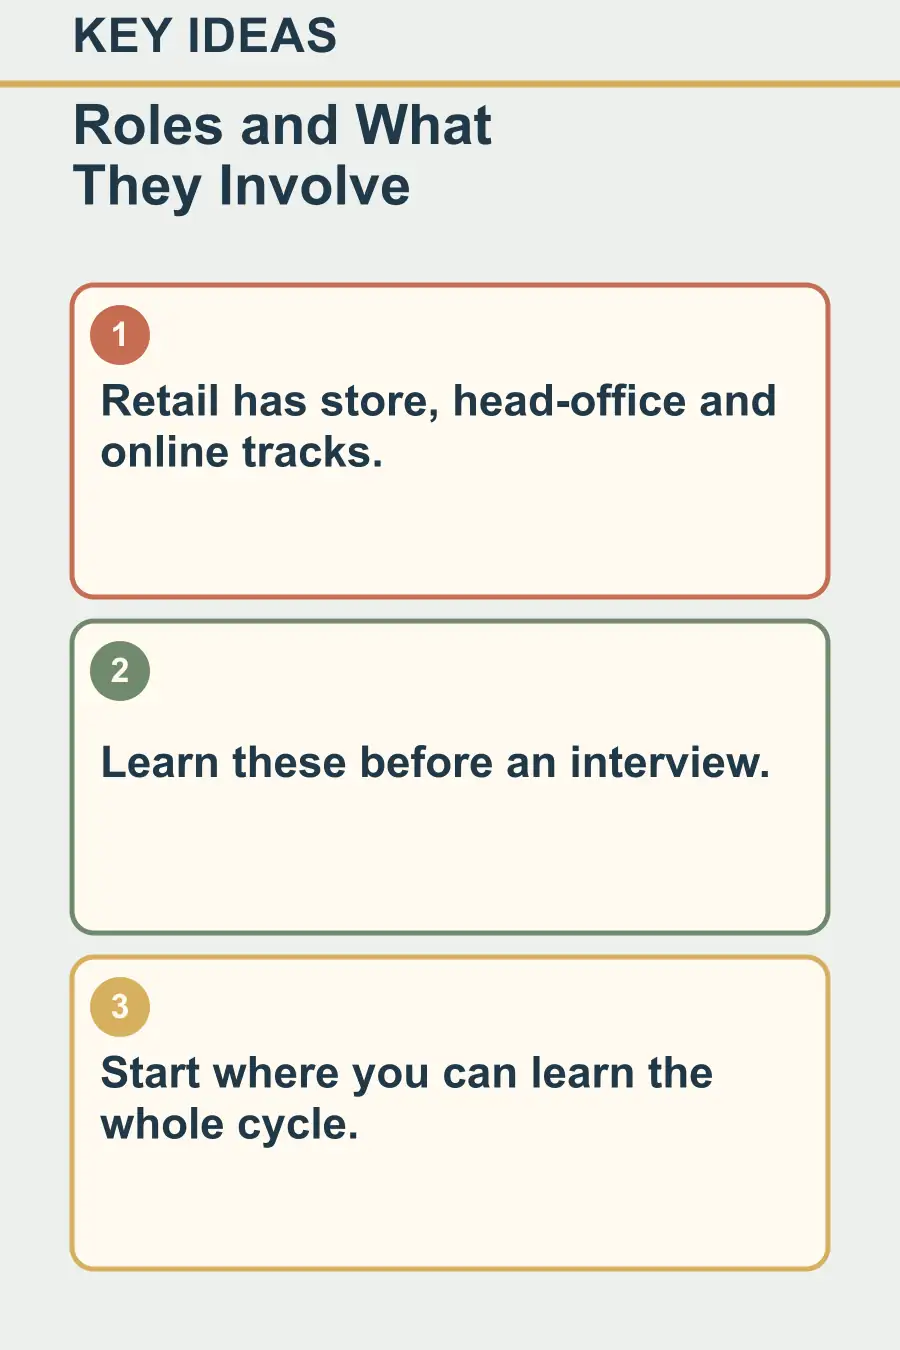 KEY IDEAS
Roles and What
They Involve
1
Retail has store, head-office and
online tracks.
2
Learn these before an interview.
3
Start where you can learn the
whole cycle.